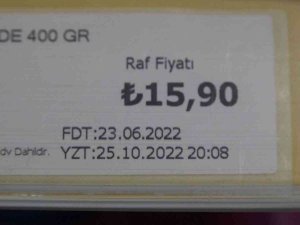 DE 400 GR
Raf Fiyatı
₺15,90
FDT:23.06.2022
dv Dahildir. YZT:25.10.2022 20:08